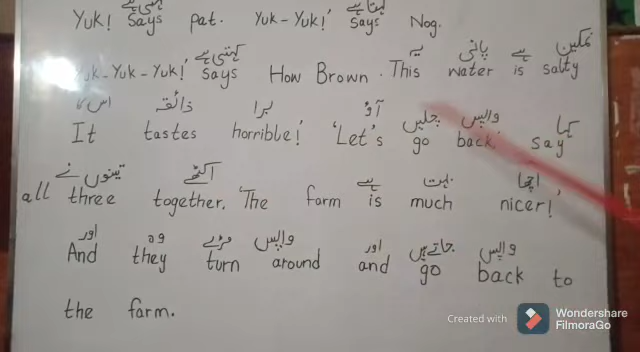 کہتی ہے کہتا ہے
Yuk! Says pat. Yuk-Yuk!' Says Nog.
کہتی ہے یہ پانی ہے نمکین
Yuk-Yuk-Yuk!' says How Brown. This water is salty
اس کا ذائقہ برا آؤ چلیں واپس کہا
It tastes horrible! 'Let's go back,' say
تینوں نے اکٹھے ہے بہت اچھا
all three together. 'The farm is much nicer!'
اور وہ مڑے واپس اور جاتے ہیں واپس
And they turn around and go back to
the farm.
Created with Wondershare FilmoraGo